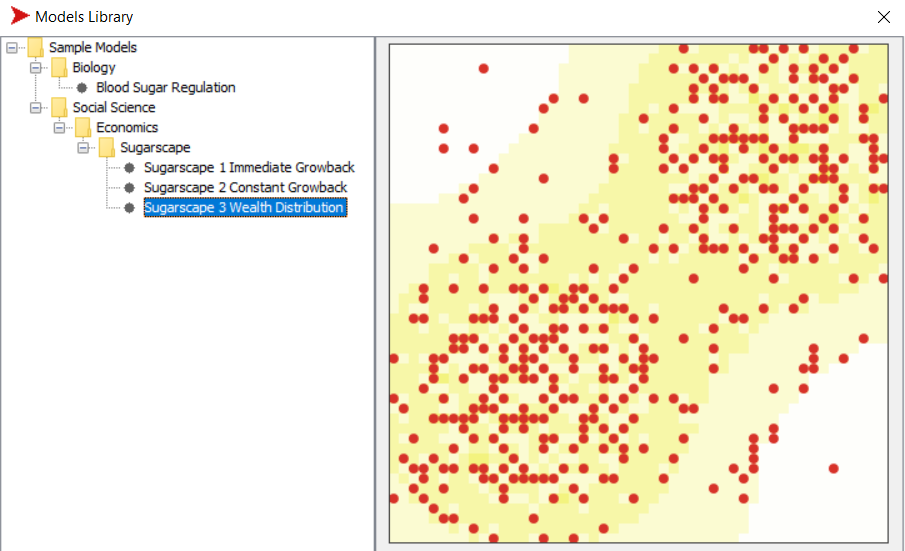 Models Library
Sample Models
Biology
Blood Sugar Regulation
Social Science
Economics
Sugarscape
Sugarscape 1 Immediate Growback
Sugarscape 2 Constant Growback
Sugarscape 3 Wealth Distribution